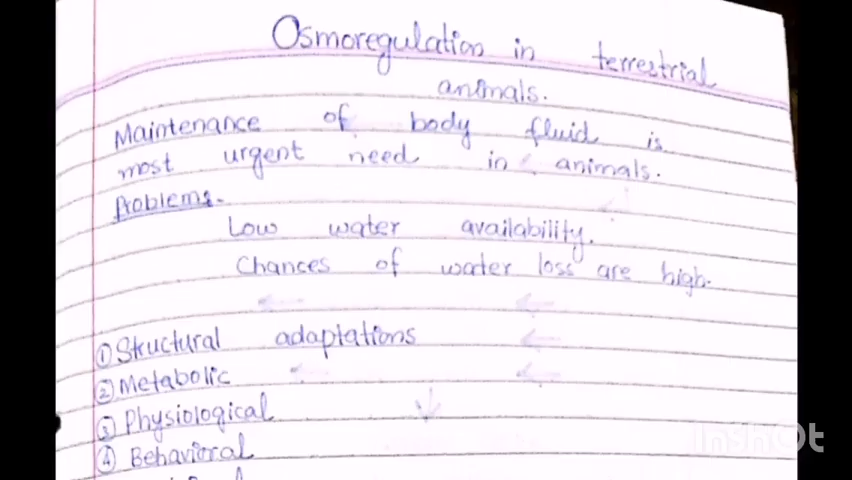 Osmoregulation in terrestrial
animals.
Maintenance of body fluid is
most urgent need in animals.
Problems.
Low water availability.
Chances of water loss are high.
① Structural adaptations
② Metabolic
③ Physiological
④ Behavioral
InShOt